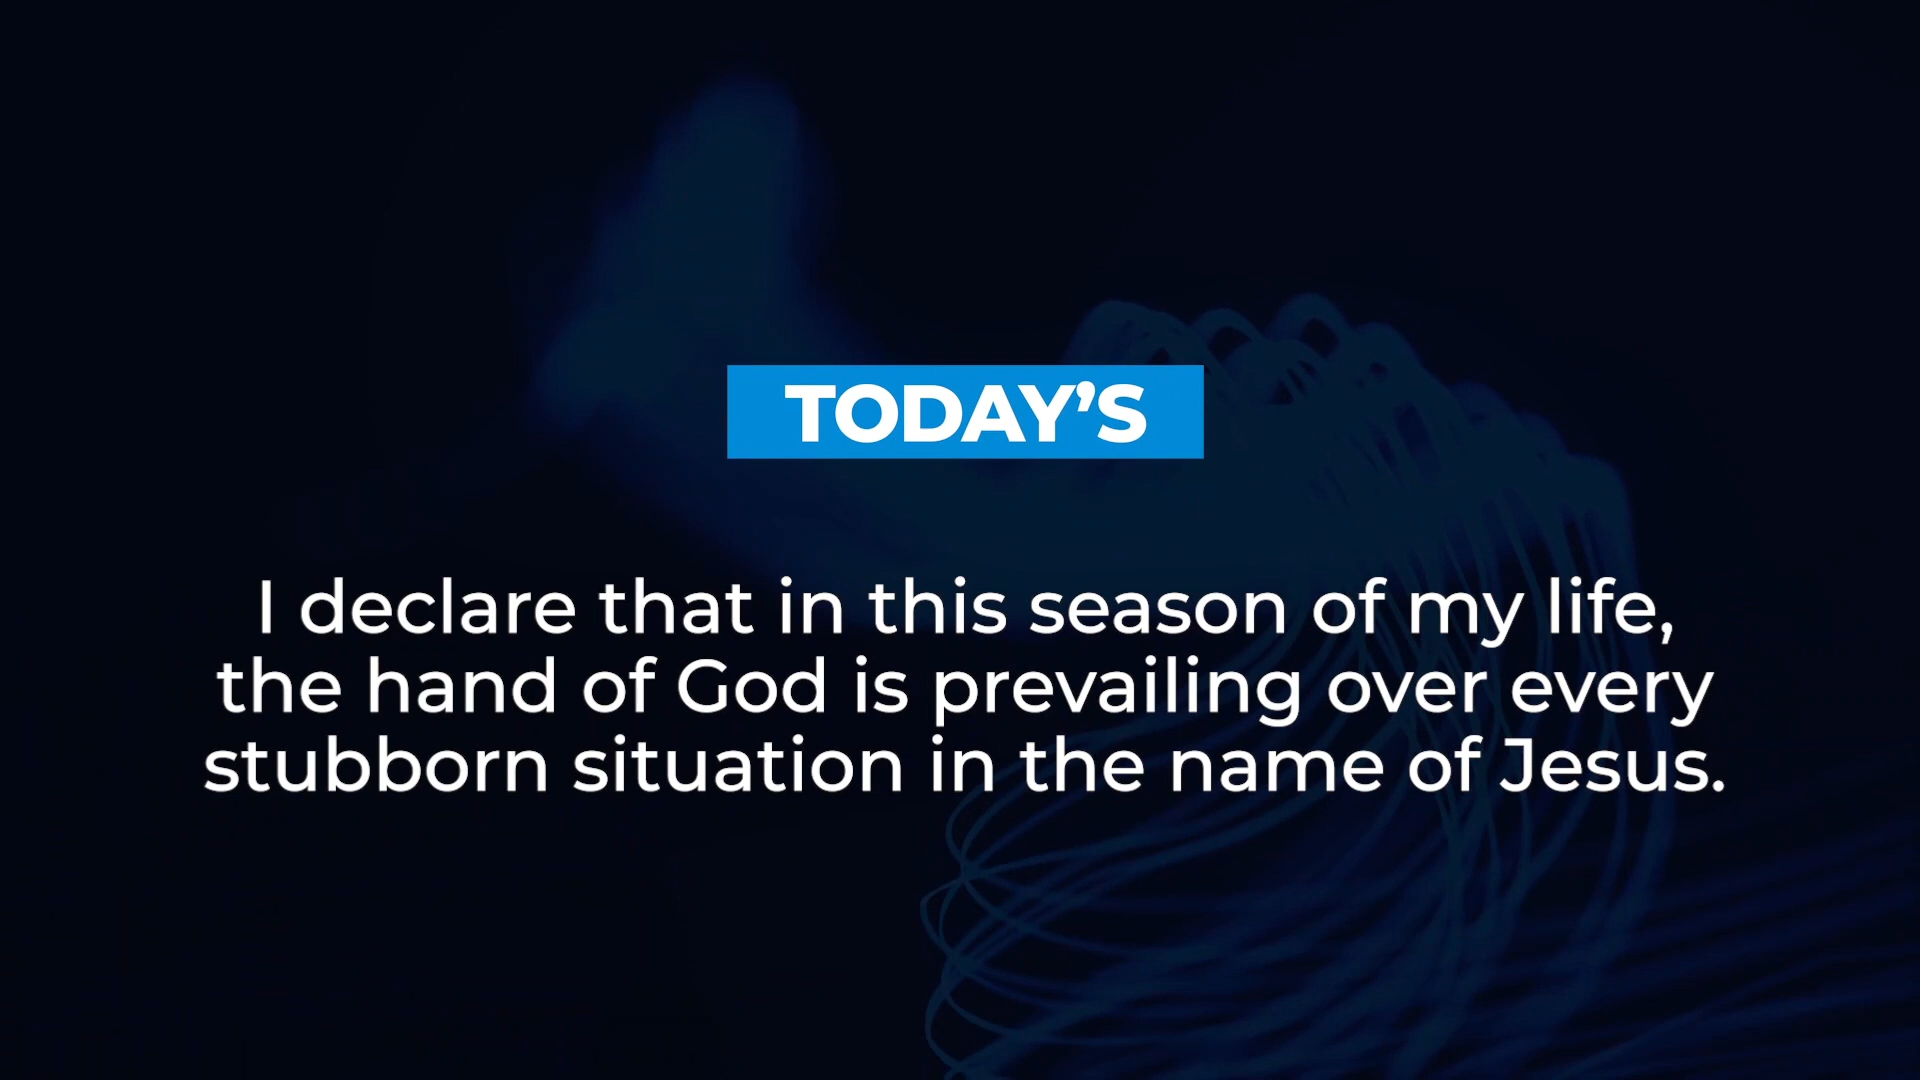 TODAY’S
I declare that in this season of my life,
the hand of God is prevailing over every
stubborn situation in the name of Jesus.